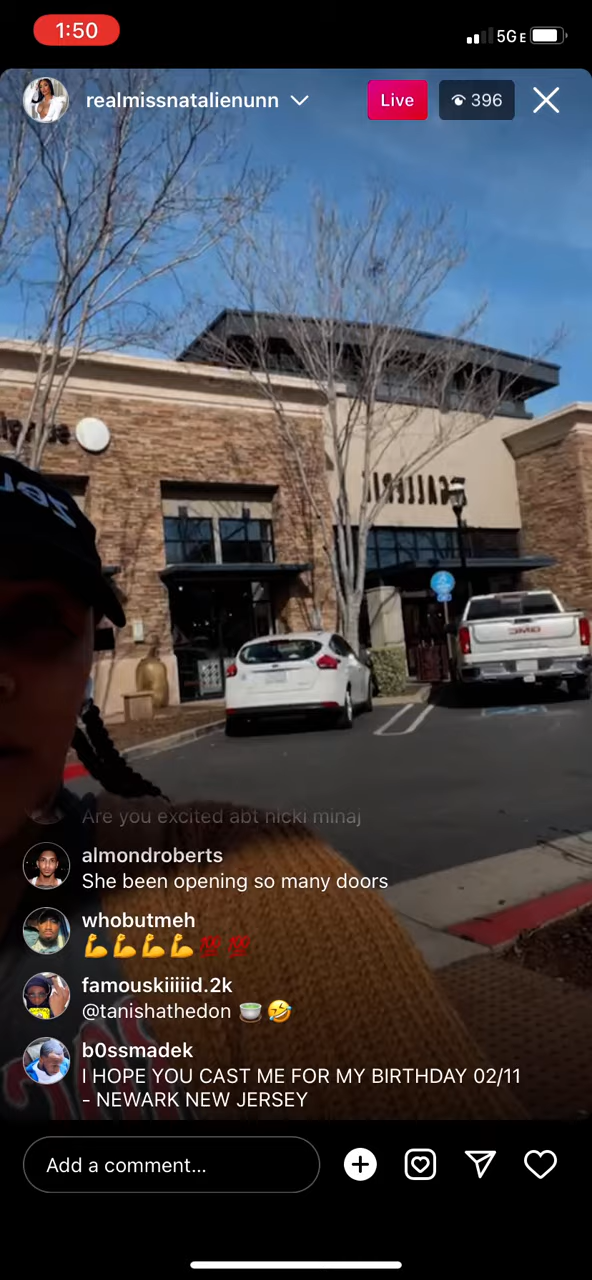 1:50
5GE
realmissnatalienunn
Live
396
GMC
Are you excited abt nicki minaj
almondroberts
She been opening so many doors
whobutmeh
💪💪💪💪💯💯
famouskiiiiid.2k
@tanishathedon 🍵🤣
b0ssmadek
I HOPE YOU CAST ME FOR MY BIRTHDAY 02/11
- NEWARK NEW JERSEY
Add a comment...